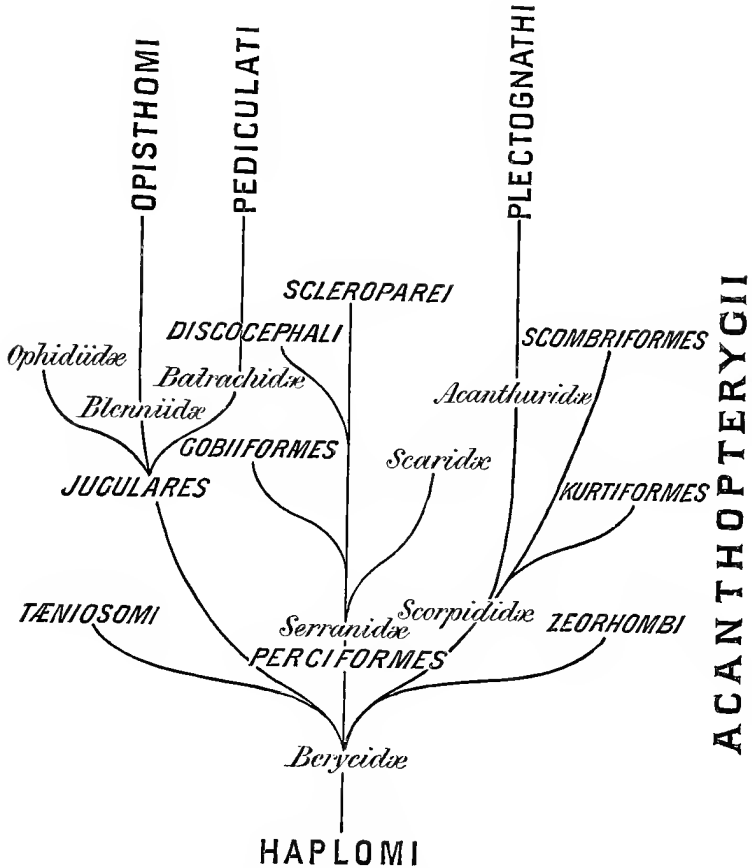 OPISTHOMI
PEDICULATI
PLECTOGNATHI
SCLEROPAREI
DISCOCEPHALI
SCOMBRIFORMES
Ophidiidæ
Batrachidæ
Acanthuridæ
Blenniidæ
GOBIIFORMES
Scaridæ
JUGULARES
KURTIFORMES
TÆNIOSOMI
Serranidæ
Scorpididæ
ZEORHOMBI
PERCIFORMES
Berycidæ
HAPLOMI
ACANTHOPTERYGII